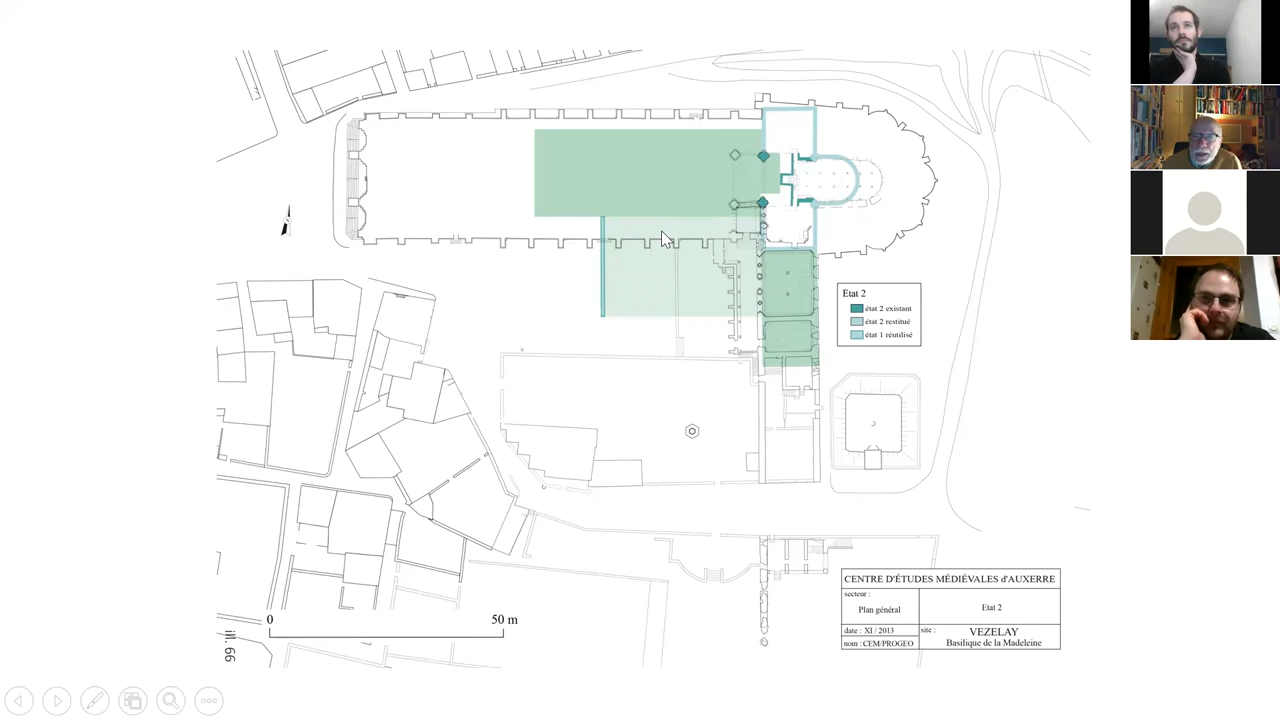 Etat 2
état 2 existant
état 2 restitué
état 1 réutilisé
0
50 m
ill. 66
CENTRE D'ÉTUDES MÉDIÉVALES d'AUXERRE
secteur :
Plan général
Etat 2
date : XI / 2013
nom : CEM/PROGEO
site :
VEZELAY
Basilique de la Madeleine